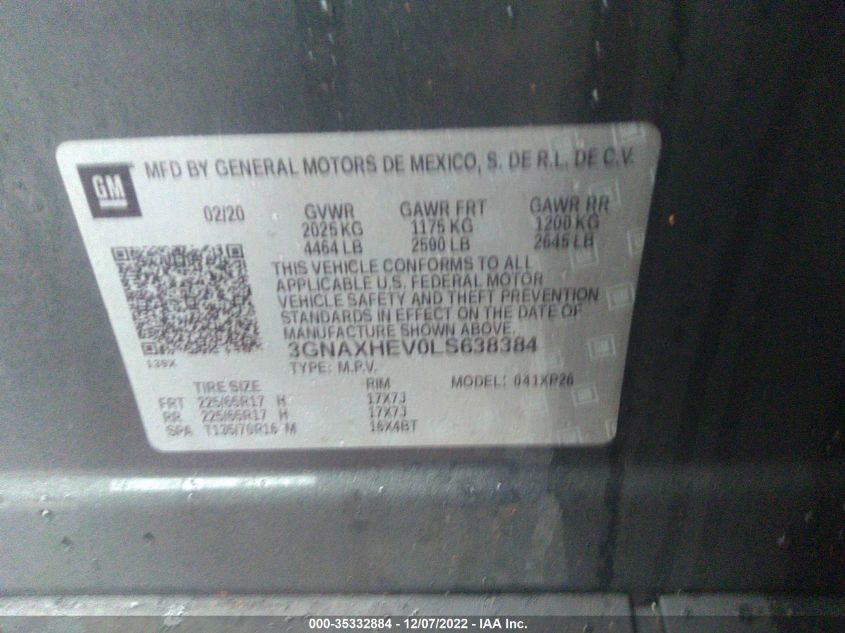 GM
MFD BY GENERAL MOTORS DE MEXICO, S. DE R.L. DE C.V.
02/20 GVWR GAWR FRT GAWR RR
2025 KG 1175 KG 1200 KG
4464 LB 2590 LB 2645 LB
THIS VEHICLE CONFORMS TO ALL
APPLICABLE U.S. FEDERAL MOTOR
VEHICLE SAFETY AND THEFT PREVENTION
STANDARDS IN EFFECT ON THE DATE OF
MANUFACTURE SHOWN ABOVE.
3GNAXHEV0LS638384
139X
TYPE: M.P.V. MODEL: 041XP26
TIRE SIZE RIM
FRT 225/65R17 H 17X7J
RR 225/65R17 H 17X7J
SPA T135/70R16 M 16X4BT
000-35332884 - 12/07/2022 - IAA Inc.